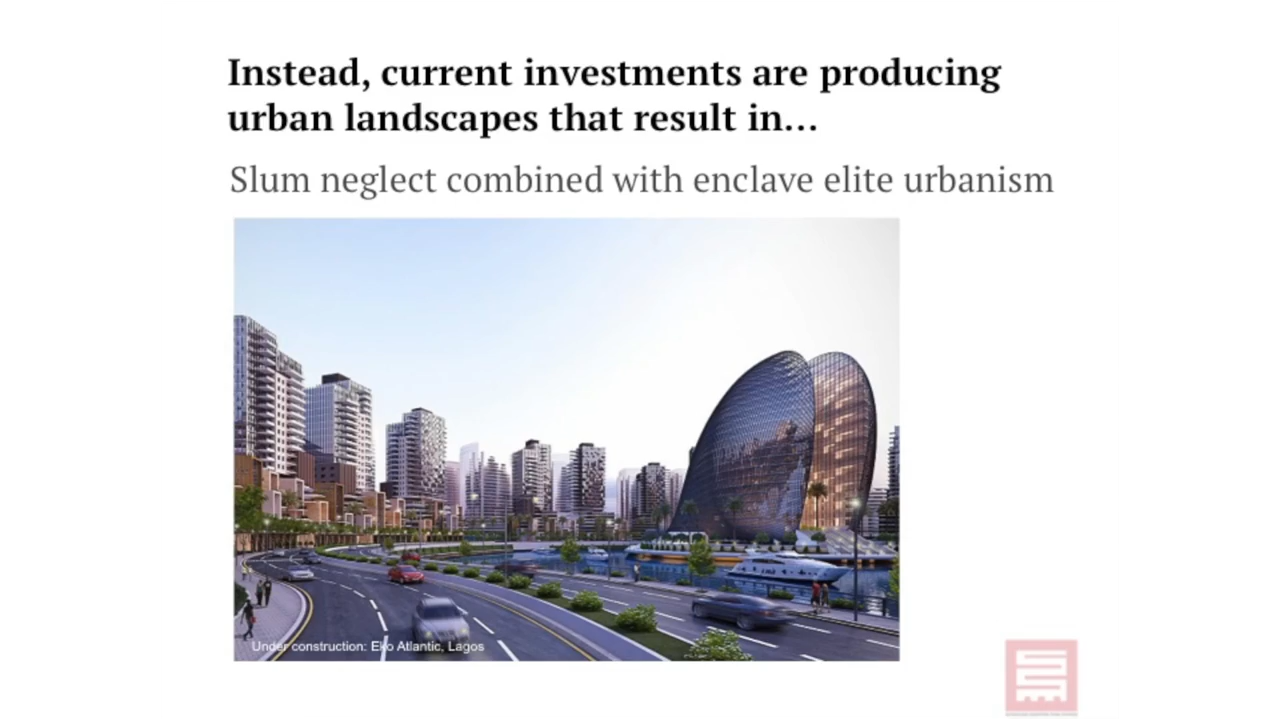 Instead, current investments are producing
urban landscapes that result in...
Slum neglect combined with enclave elite urbanism
Under construction: Eko Atlantic, Lagos